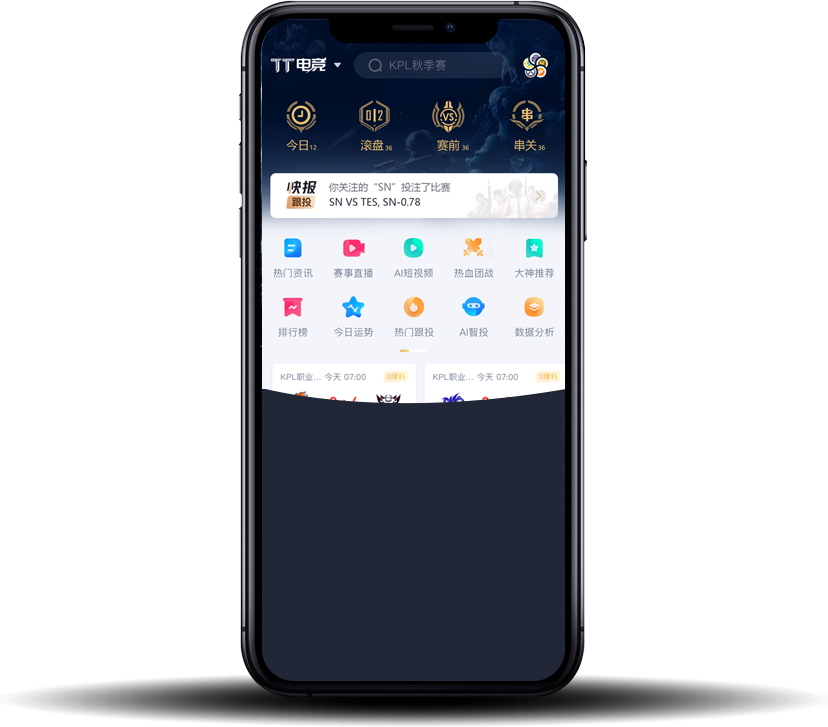 TT电竞
KPL秋季赛
02
VS
串
今日12
滚盘36
赛前36
串关36
快报
跟投
你关注的“SN”投注了比赛
SN VS TES, SN-0.78
热门资讯
赛事直播
AI短视频
热血团战
大神推荐
排行榜
今日运势
热门跟投
AI智投
数据分析
KPL职业... 今天 07:00
3爆料
KPL职业... 今天 07:00
3爆料